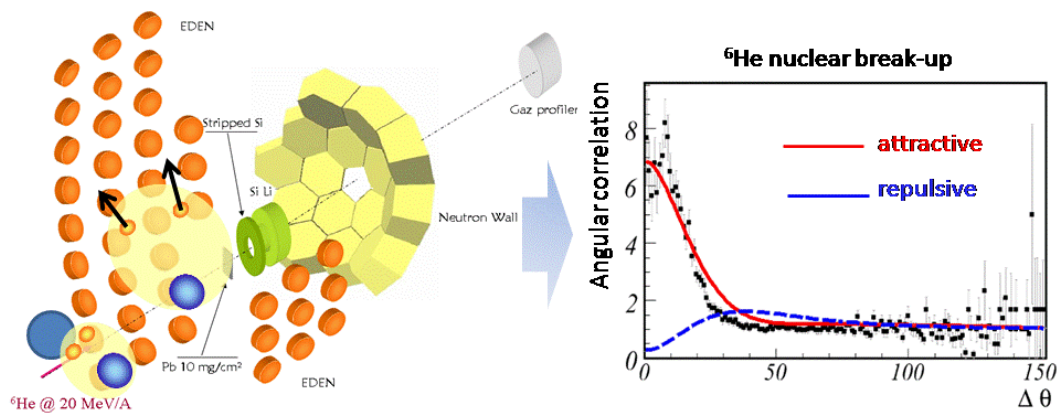 EDEN
Stripped Si
Si Li
Gaz profiler
Neutron Wall
Pb 10 mg/cm²
EDEN
⁶He @ 20 MeV/A
⁶He nuclear break-up
Angular correlation
8
6
4
2
0
attractive
repulsive
0
50
100
150
Δ θ